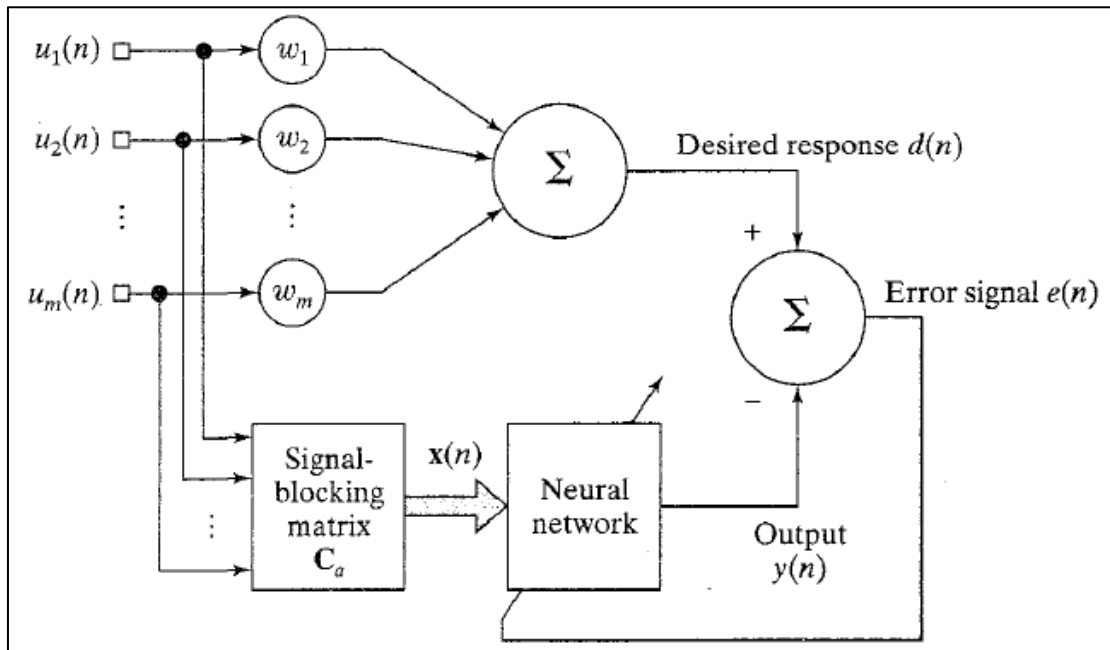 u₁(n)
w₁
u₂(n)
w₂
Σ
Desired response d(n)
⋮
⋮
+
uₘ(n)
wₘ
Σ
Error signal e(n)
−
Signal-
blocking
matrix
Cₐ
⋮
x(n)
Neural
network
Output
y(n)